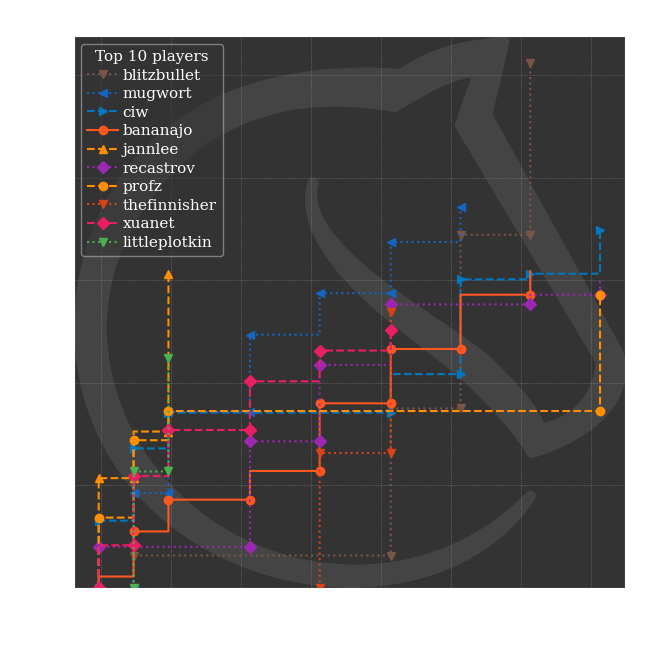 Top 10 players
blitzbullet
mugwort
ciw
bananajo
jannlee
recastrov
profz
thefinnisher
xuanet
littleplotkin